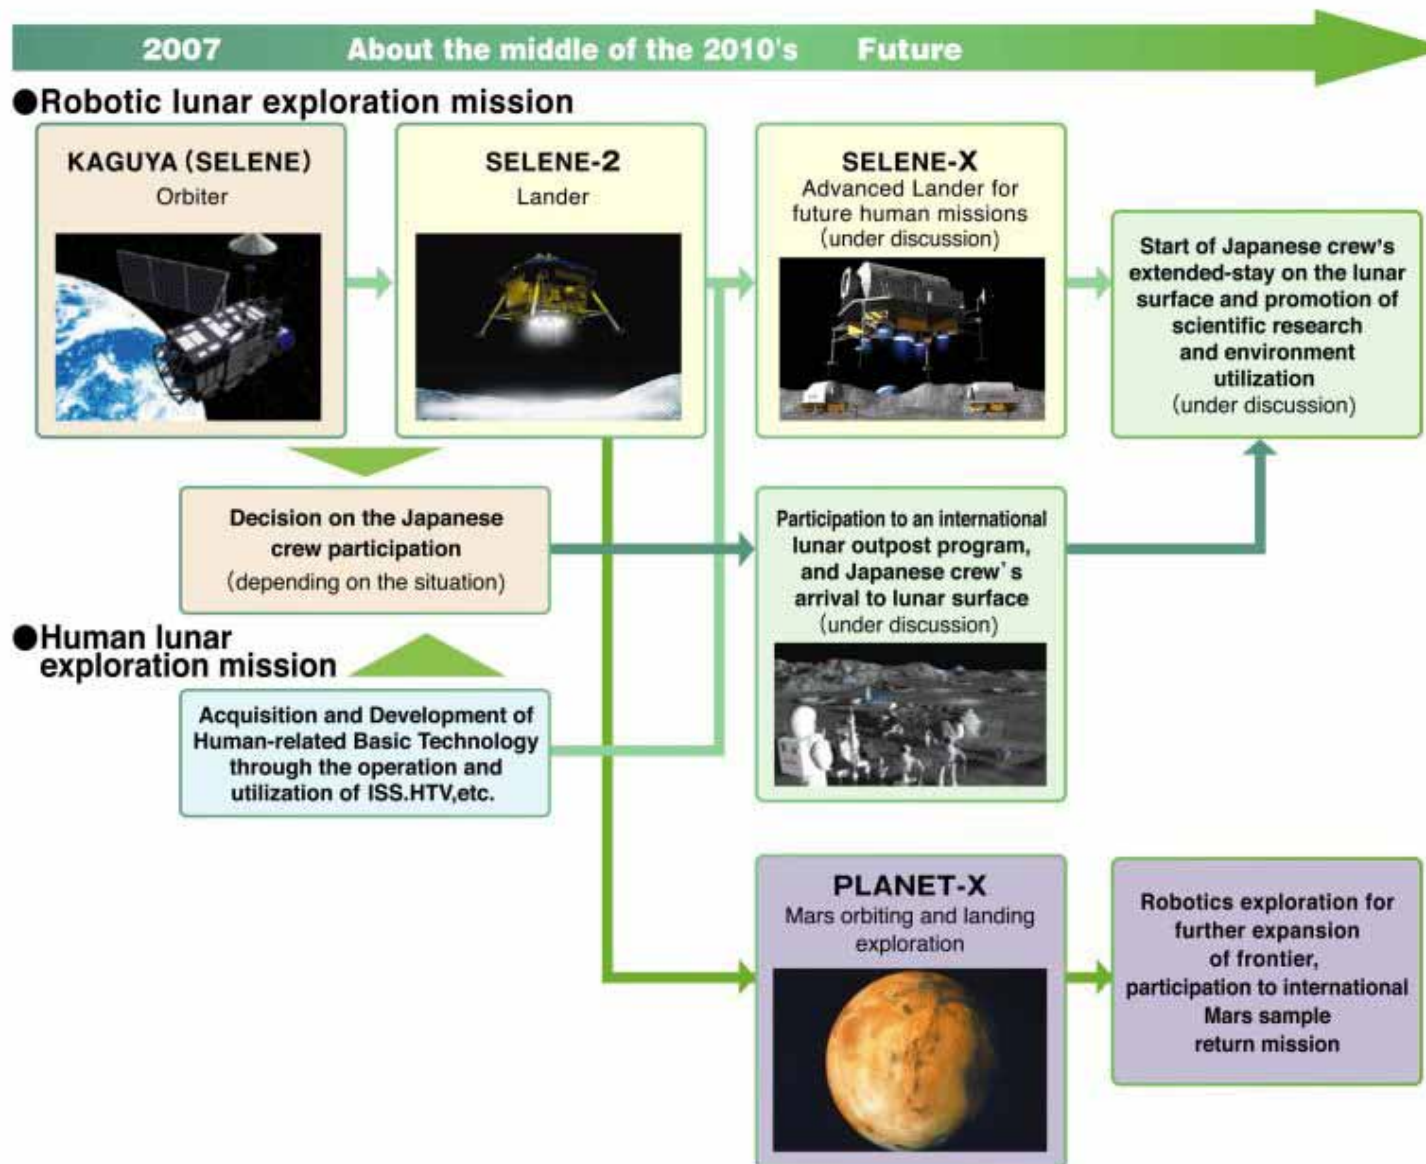 2007 About the middle of the 2010's Future
●Robotic lunar exploration mission
KAGUYA (SELENE)
Orbiter
SELENE-2
Lander
SELENE-X
Advanced Lander for
future human missions
(under discussion)
Start of Japanese crew's
extended-stay on the lunar
surface and promotion of
scientific research
and environment
utilization
(under discussion)
Decision on the Japanese
crew participation
(depending on the situation)
Participation to an international
lunar outpost program,
and Japanese crew's
arrival to lunar surface
(under discussion)
●Human lunar
exploration mission
Acquisition and Development of
Human-related Basic Technology
through the operation and
utilization of ISS.HTV,etc.
PLANET-X
Mars orbiting and landing
exploration
Robotics exploration for
further expansion
of frontier,
participation to international
Mars sample
return mission